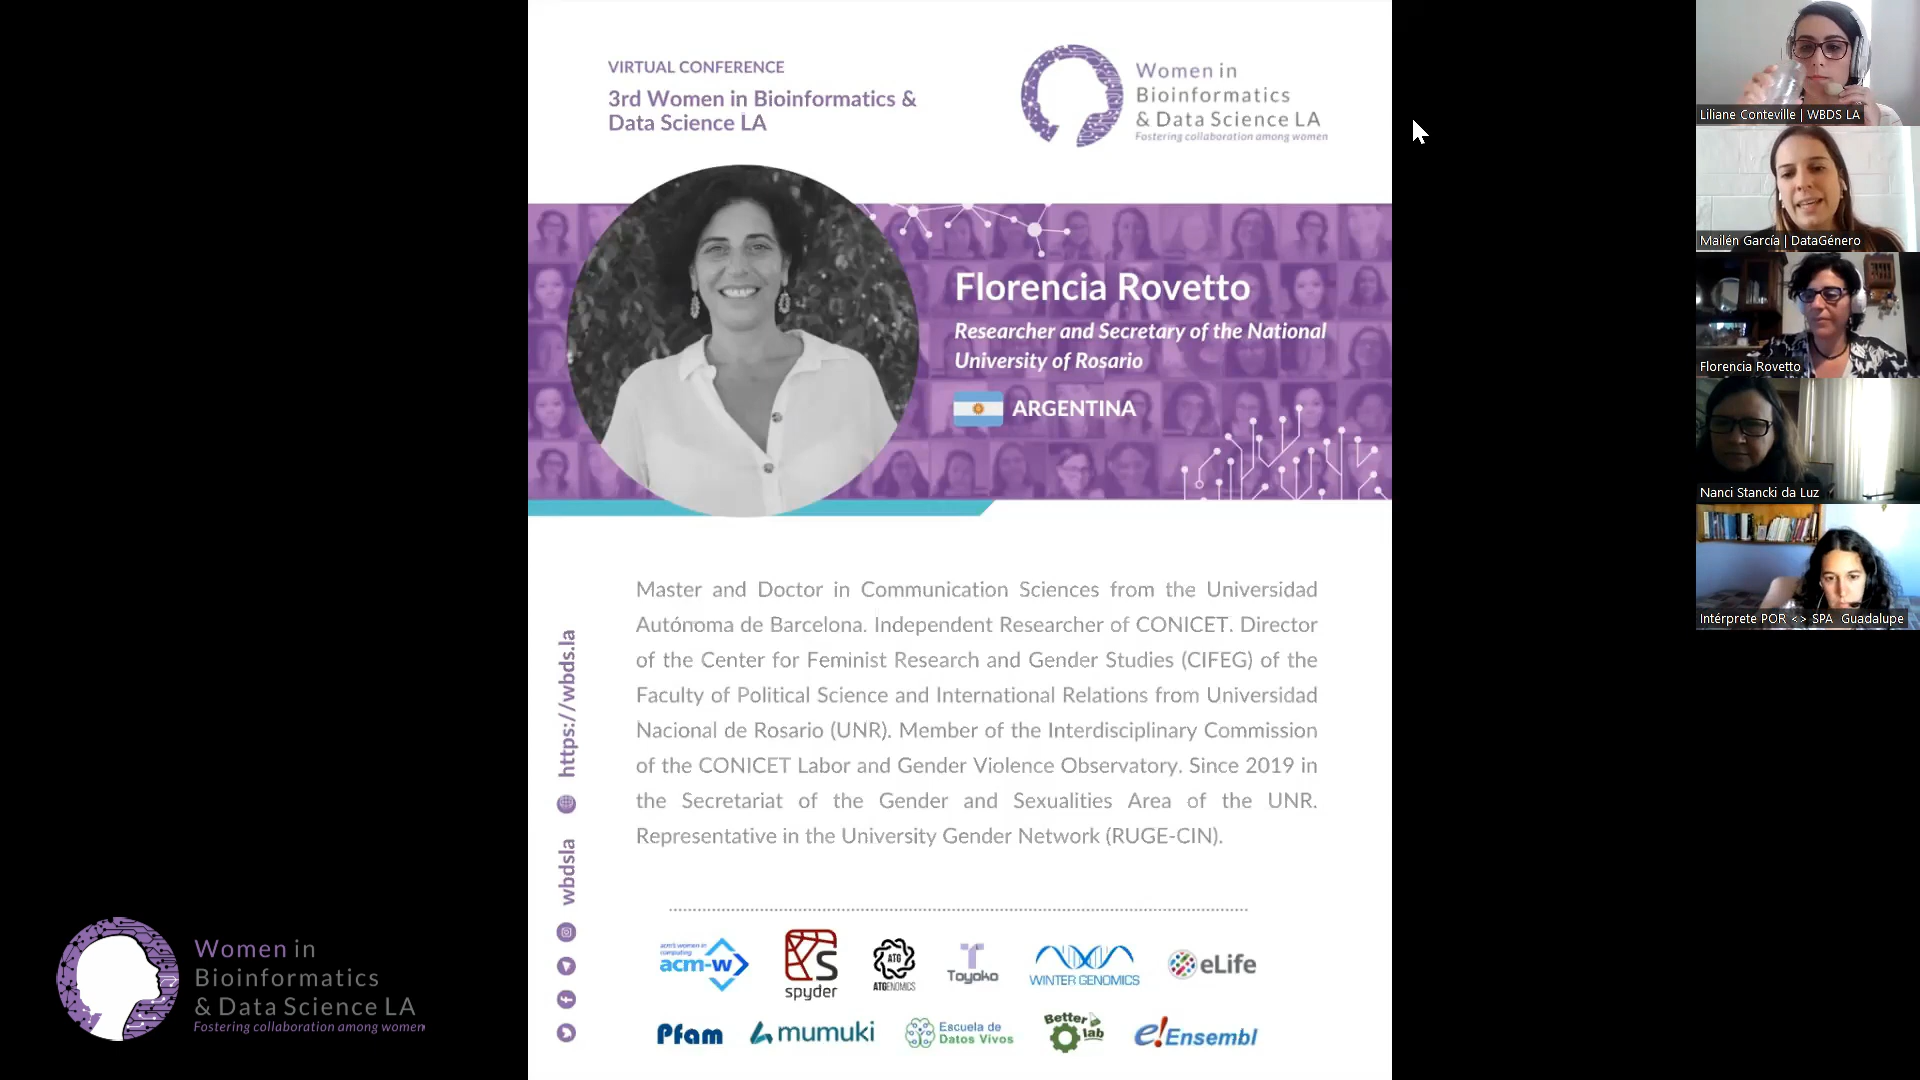 VIRTUAL CONFERENCE
3rd Women in Bioinformatics &
Data Science LA
Women in
Bioinformatics
& Data Science LA
Fostering collaboration among women
Florencia Rovetto
Researcher and Secretary of the National
University of Rosario
ARGENTINA
Master and Doctor in Communication Sciences from the Universidad
Autónoma de Barcelona. Independent Researcher of CONICET. Director
of the Center for Feminist Research and Gender Studies (CIFEG) of the
Faculty of Political Science and International Relations from Universidad
Nacional de Rosario (UNR). Member of the Interdisciplinary Commission
of the CONICET Labor and Gender Violence Observatory. Since 2019 in
the Secretariat of the Gender and Sexualities Area of the UNR.
Representative in the University Gender Network (RUGE-CIN).
https://wbds.la
wbdsla
acm's women in
computing
acm-w
spyder
ATG
ATGENOMICS
Toyoko
WINTER GENOMICS
eLife
Pfam
mumuki
Escuela de
Datos Vivos
Better
lab
e!Ensembl
Women in
Bioinformatics
& Data Science LA
Fostering collaboration among women
Liliane Conteville | WBDS LA
Mailén García | DataGénero
Florencia Rovetto
Nanci Stancki da Luz
Intérprete POR <> SPA Guadalupe